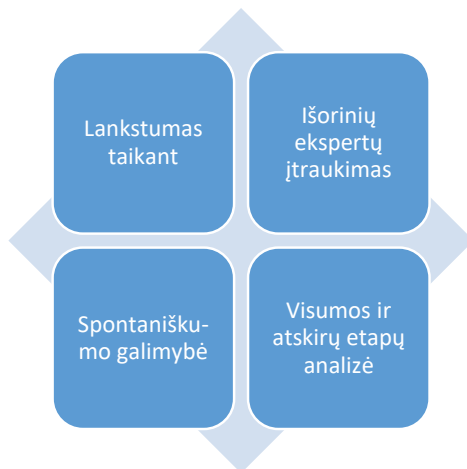 Lankstumas
taikant
Išorinių
ekspertų
įtraukimas
Spontanišku-
mo galimybė
Visumos ir
atskirų etapų
analizė